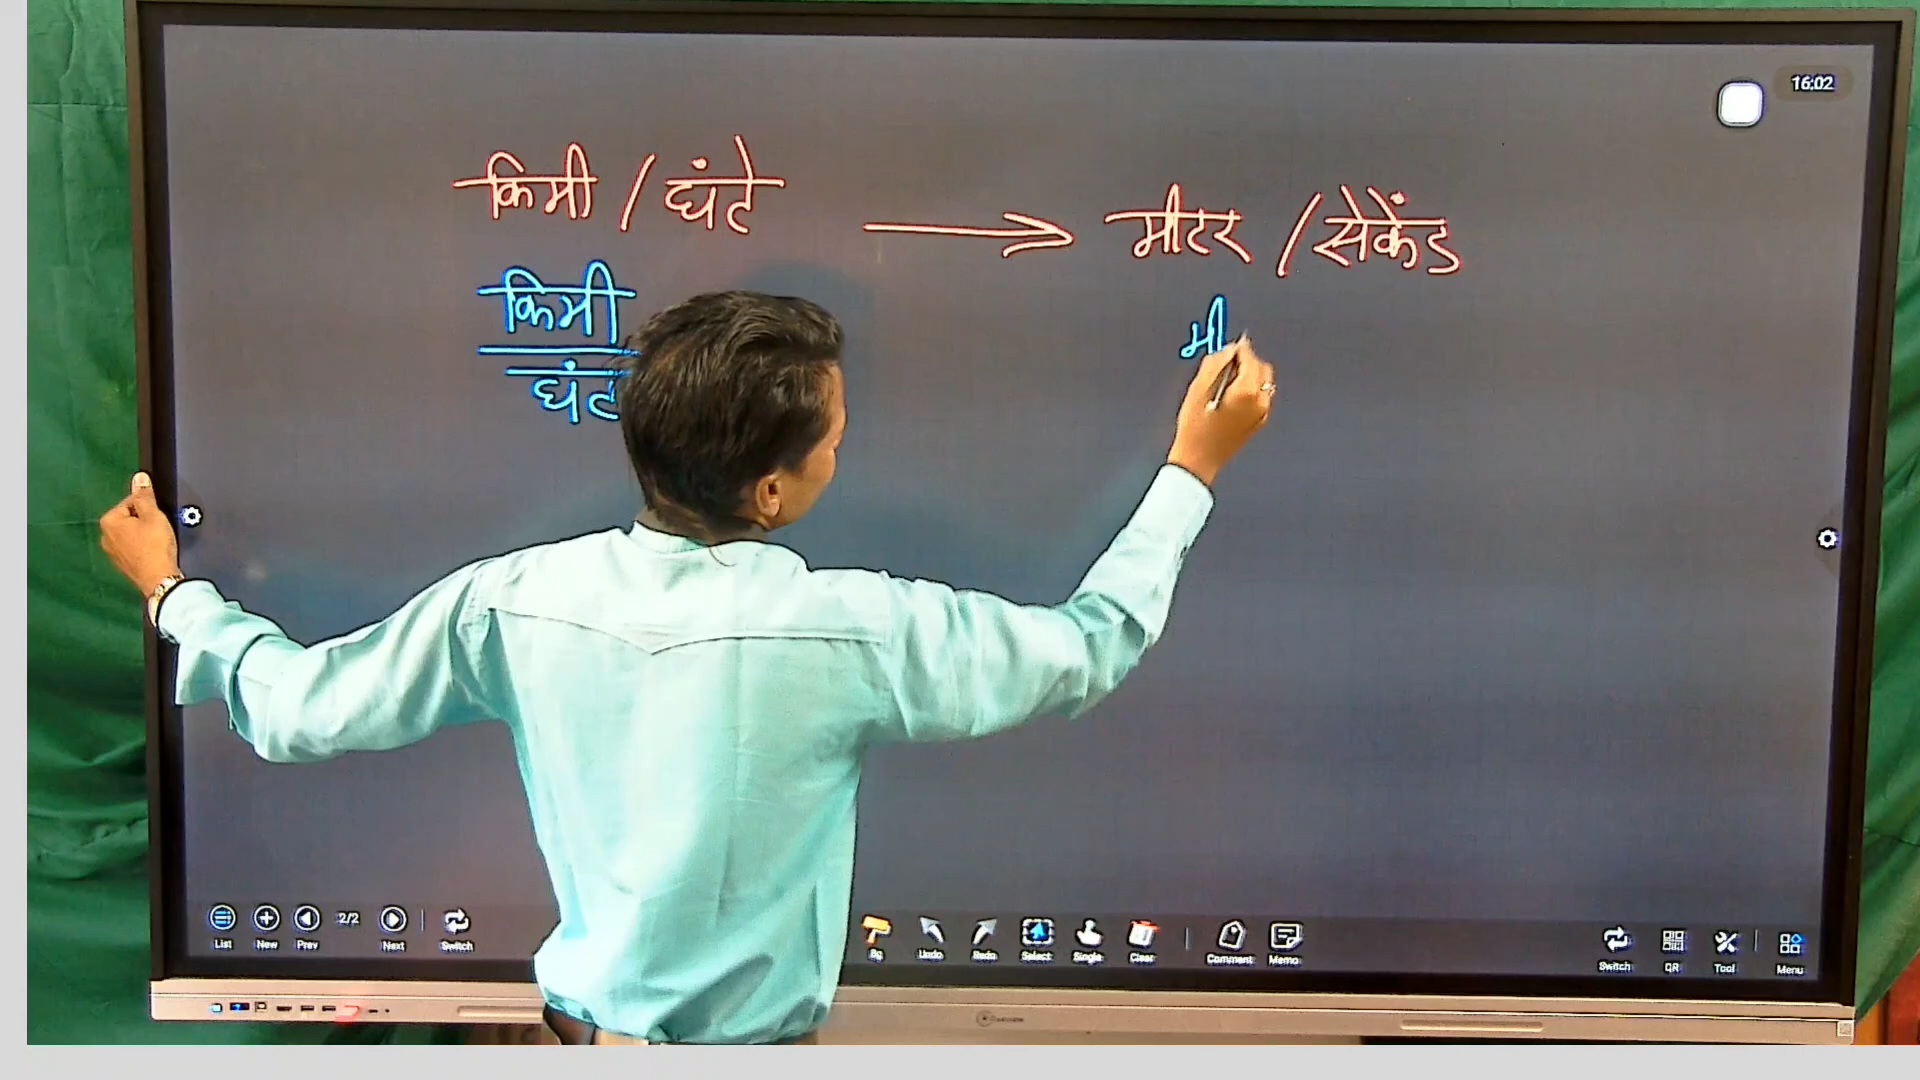 16:02
किमी / घंटे → मीटर / सेकेंड
किमी
मी
List New Prev 2/2 Next Switch Bg Undo Redo Select Single Clear Comment Memo Switch QR Tool Menu